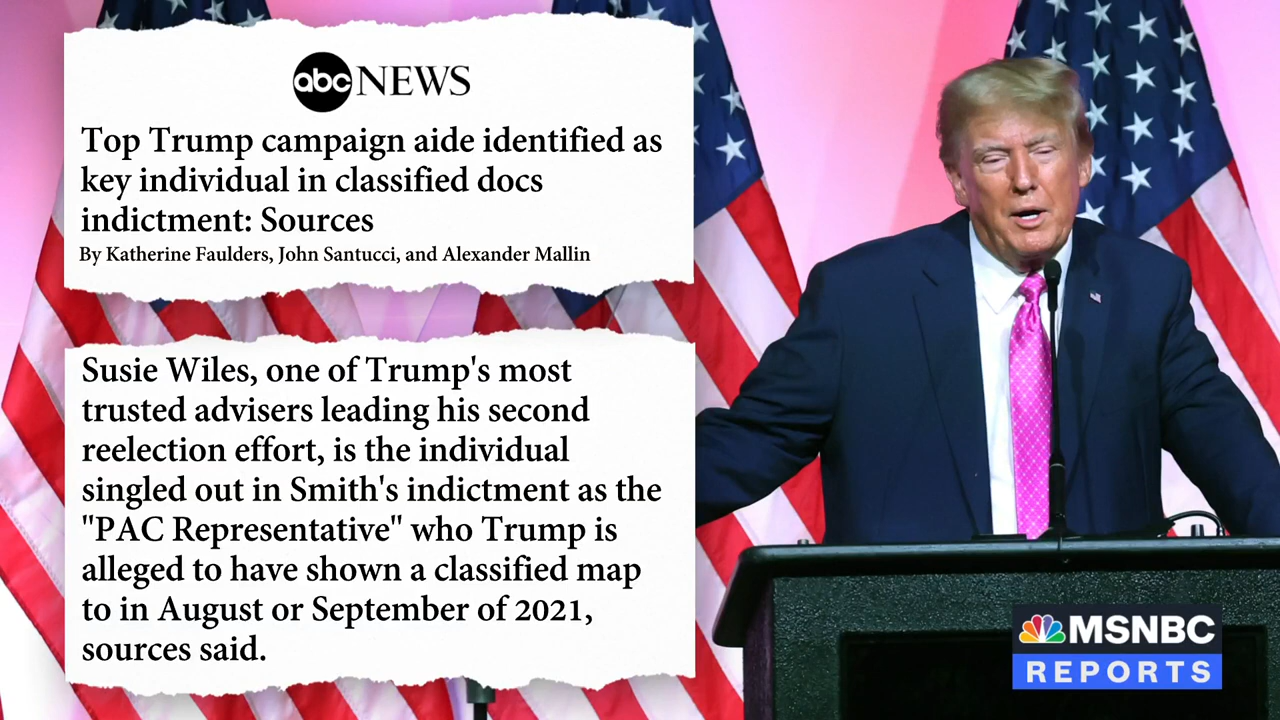 abc NEWS
Top Trump campaign aide identified as
key individual in classified docs
indictment: Sources
By Katherine Faulders, John Santucci, and Alexander Mallin
Susie Wiles, one of Trump's most
trusted advisers leading his second
reelection effort, is the individual
singled out in Smith's indictment as the
"PAC Representative" who Trump is
alleged to have shown a classified map
to in August or September of 2021,
sources said.
MSNBC
REPORTS